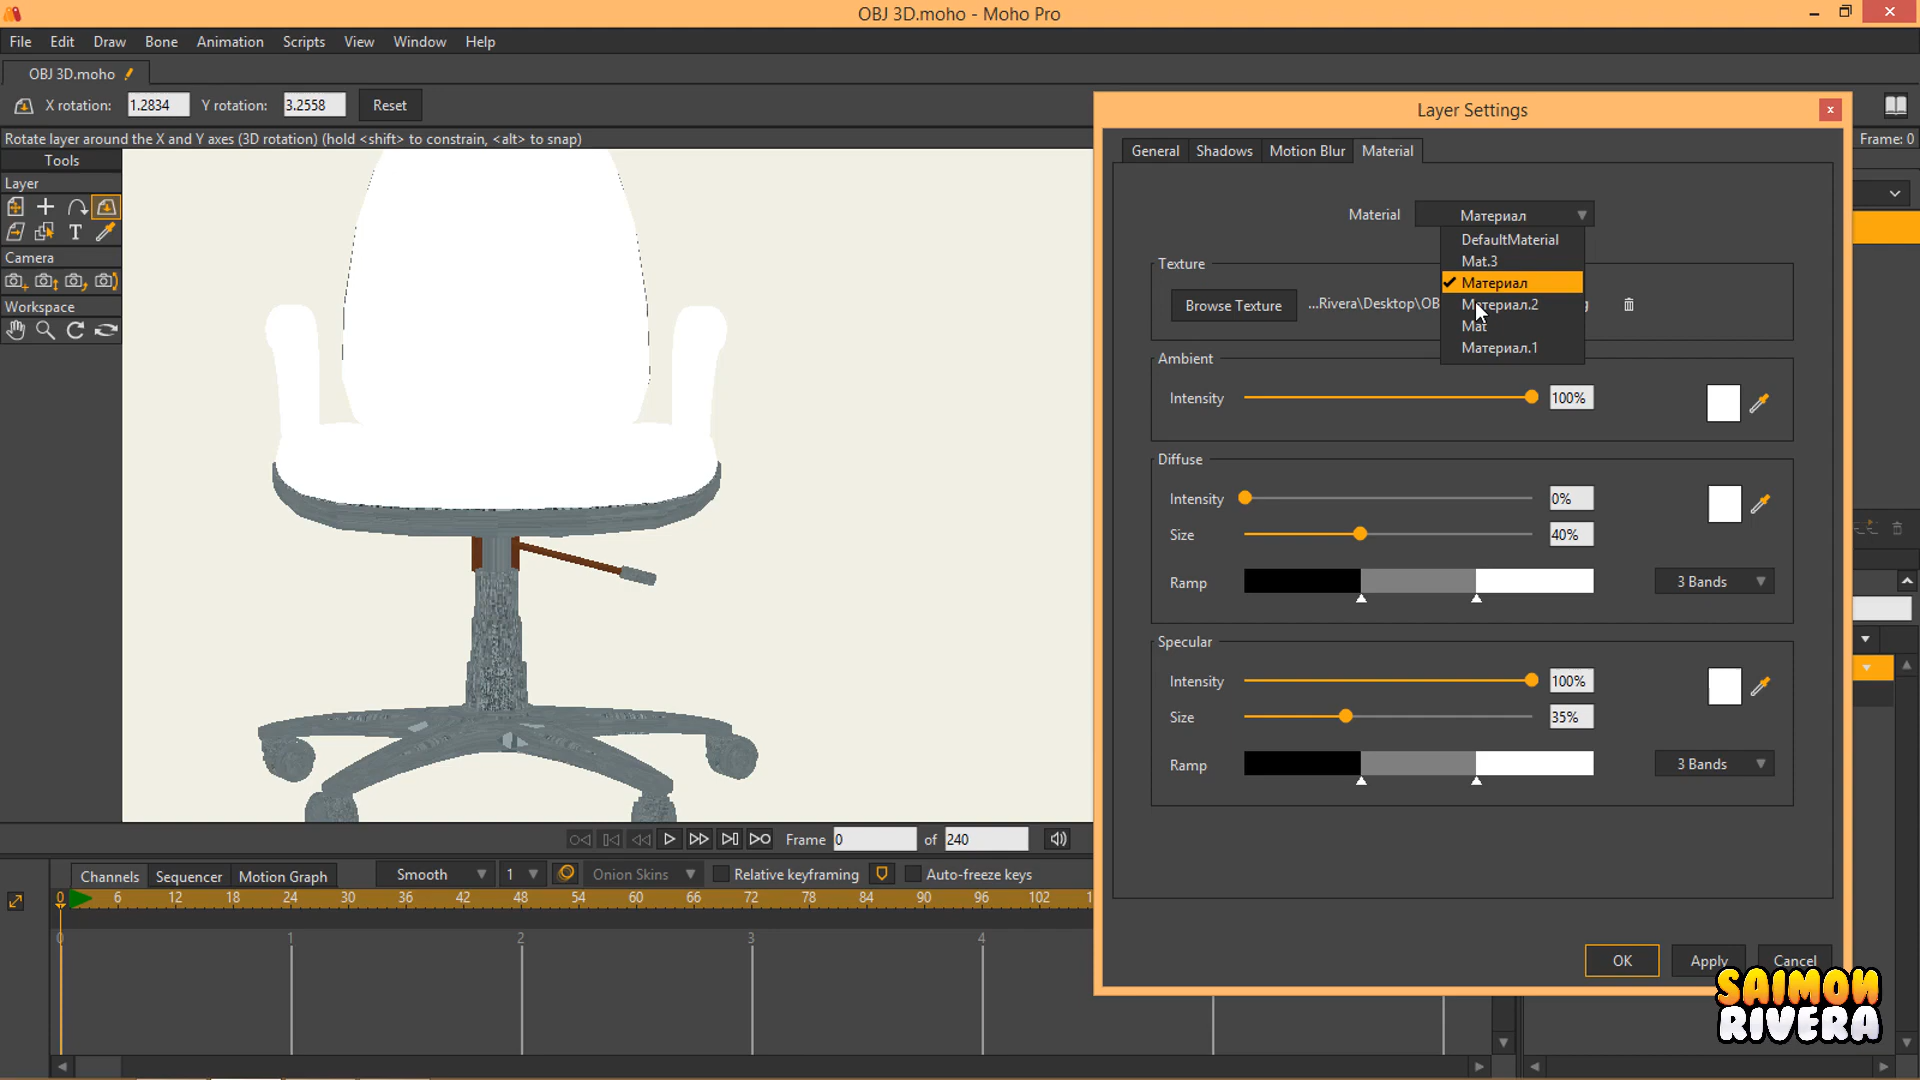 OBJ 3D.moho - Moho Pro
File Edit Draw Bone Animation Scripts View Window Help
OBJ 3D.moho
X rotation: 1.2834 Y rotation: 3.2558 Reset
Rotate layer around the X and Y axes (3D rotation) (hold <shift> to constrain, <alt> to snap)
Frame: 0
Tools
Layer
T
Camera
Workspace
Layer Settings
General Shadows Motion Blur Material
Material Материал
DefaultMaterial
Mat.3
Материал
Материал.2
Mat
Материал.1
Texture
Browse Texture ...Rivera\Desktop\OB
Ambient
Intensity 100%
Diffuse
Intensity 0%
Size 40%
Ramp 3 Bands
Specular
Intensity 100%
Size 35%
Ramp 3 Bands
OK Apply Cancel
Frame 0 of 240
Channels Sequencer Motion Graph Smooth 1 Onion Skins Relative keyframing Auto-freeze keys
0 6 12 18 24 30 36 42 48 54 60 66 72 78 84 90 96 102
0 1 2 3 4
SAIMON
RIVERA